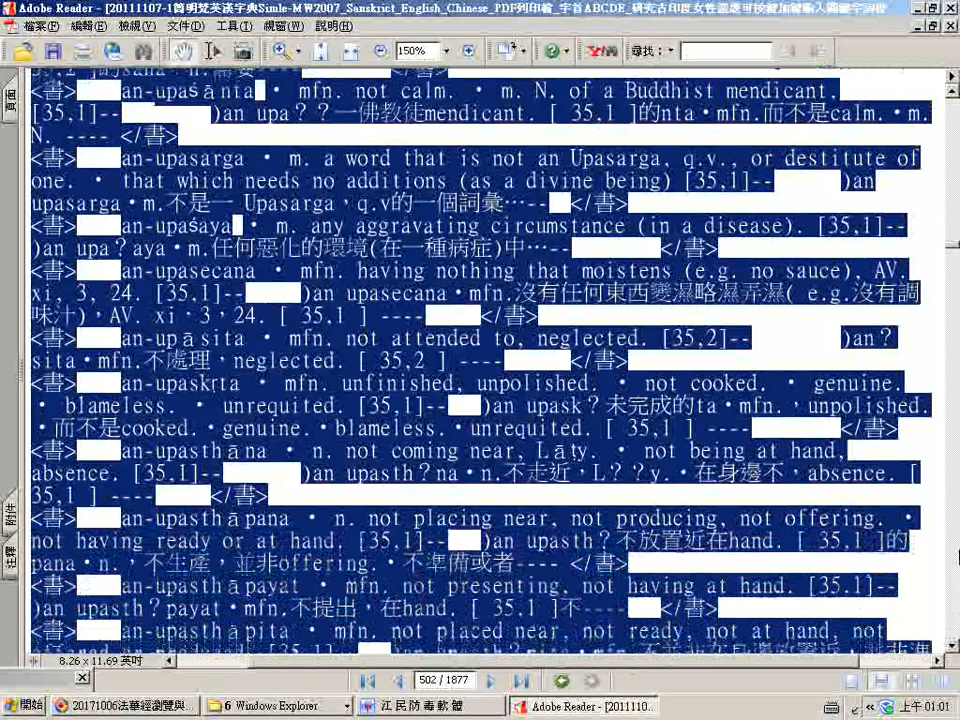 Adobe Reader - [20111107-1簡明梵英漢字典Simle-MW2007_Sanskrit_English_Chinese_PDF列印檔_字首ABCDE_研究古印度女性
檔案(F) 編輯(E) 檢視(V) 文件(D) 工具(T) 視窗(W) 說明(H)
150% 尋找:
頁面
<書> an-upaśānta • mfn. not calm. • m. N. of a Buddhist mendicant.
[35,1]-- )an upa??一佛教徒mendicant. [ 35,1 ]的nta•mfn.而不是calm.•m.
N. ---- </書>
<書> an-upasarga • m. a word that is not an Upasarga, q.v., or destitute of
one. • that which needs no additions (as a divine being) [35,1]-- )an
upasarga•m.不是一 Upasarga，q.v的一個詞彙…-- </書>
<書> an-upaśaya • m. any aggravating circumstance (in a disease). [35,1]--
)an upa?aya•m.任何惡化的環境(在一種病症)中…-- </書>
<書> an-upasecana • mfn. having nothing that moistens (e.g. no sauce), AV.
xi, 3, 24. [35,1]-- )an upasecana•mfn.沒有任何東西變濕略濕弄濕( e.g.沒有調
味汁)，AV. xi，3，24. [ 35,1 ] ---- </書>
<書> an-upāsita • mfn. not attended to, neglected. [35,2]-- )an?
sita•mfn.不處理，neglected. [ 35,2 ] ---- </書>
<書> an-upaskṛta • mfn. unfinished, unpolished. • not cooked. • genuine.
• blameless. • unrequited. [35,1]-- )an upask?未完成的ta•mfn.，unpolished.
•而不是cooked.•genuine.•blameless.•unrequited. [ 35,1 ] ---- </書>
<書> an-upasthāna • n. not coming near, Lāṭy. • not being at hand,
absence. [35,1]-- )an upasth?na•n.不走近，L??y.•在身邊不，absence. [
35,1 ] ---- </書>
<書> an-upasthāpana • n. not placing near, not producing, not offering. •
not having ready or at hand. [35,1]-- )an upasth?不放置近在hand. [ 35,1 ]的
pana•n.，不生產，並非offering.•不準備或者---- </書>
<書> an-upasthāpayat • mfn. not presenting, not having at hand. [35,1]--
)an upasth?payat•mfn.不提出，在hand. [ 35,1 ]不---- </書>
<書> an-upasthāpita • mfn. not placed near, not ready, not at hand, not
附件
注釋
8.26 x 11.69 英吋
502 / 1877
開始 20171006法華經瀏覽與... 6 Windows Explorer 江民防毒軟體 Adobe Reader - [2011110... 上午 01:01